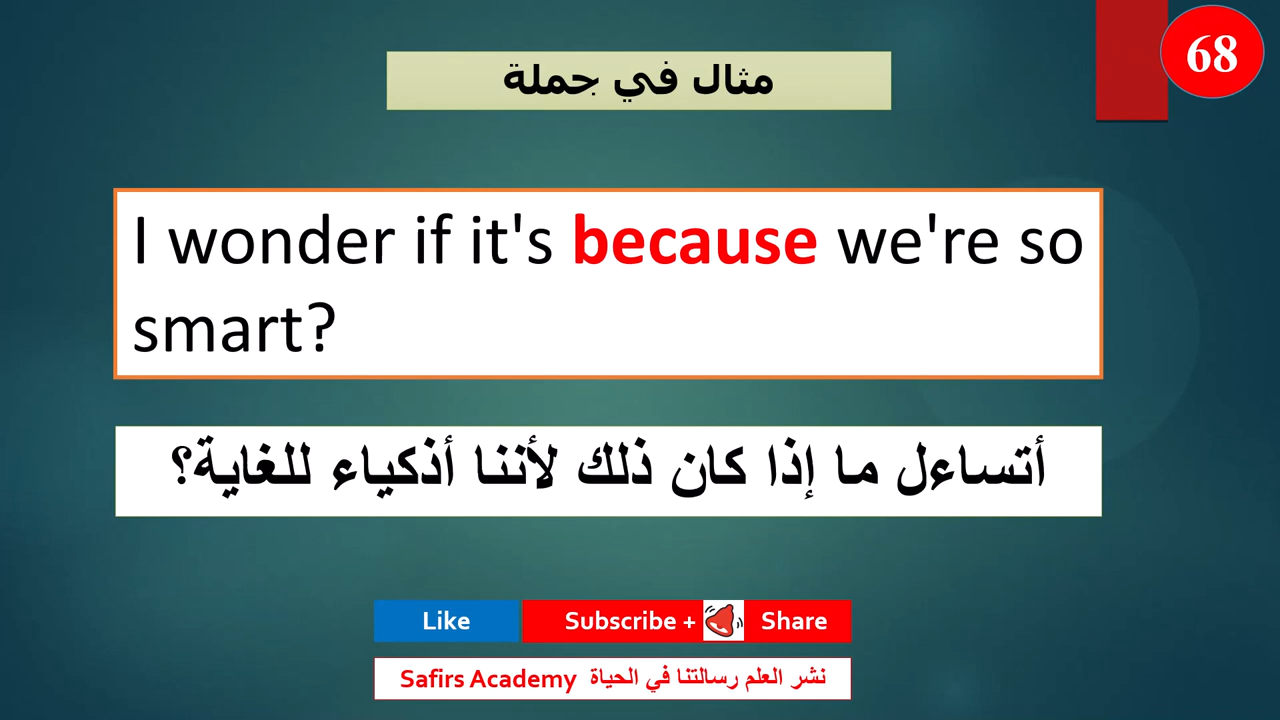 68
مثال في جملة
I wonder if it's because we're so
smart?
أتساءل ما إذا كان ذلك لأننا أذكياء للغاية؟
Like
Subscribe + Share
Safirs Academy نشر العلم رسالتنا في الحياة